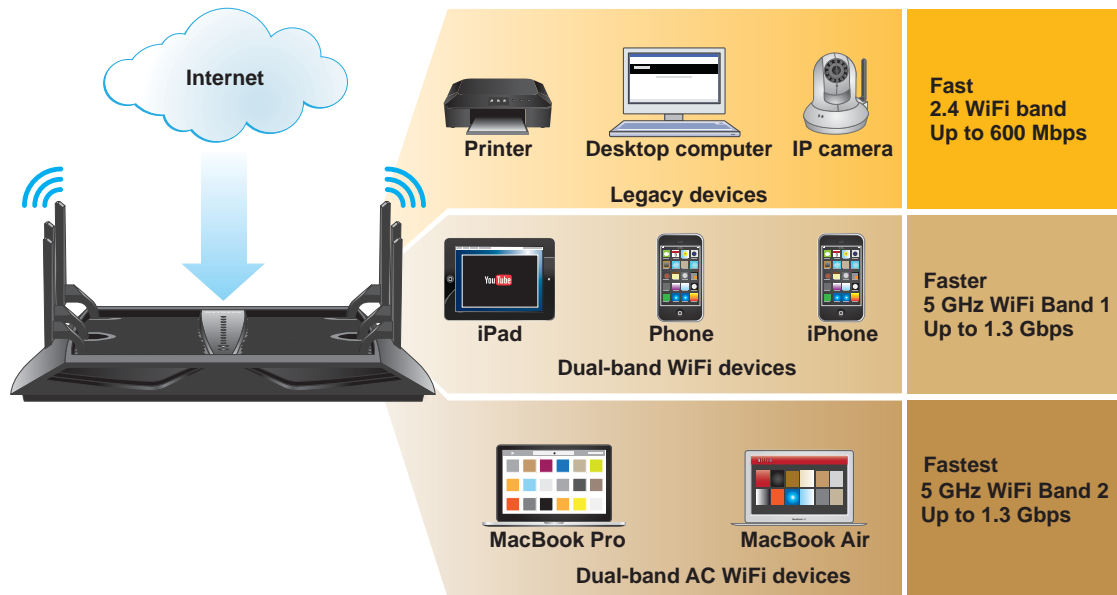 Internet
Printer
Desktop computer
IP camera
Legacy devices
Fast
2.4 WiFi band
Up to 600 Mbps
You Tube
iPad
Phone
iPhone
Dual-band WiFi devices
Faster
5 GHz WiFi Band 1
Up to 1.3 Gbps
MacBook Pro
MacBook Air
Dual-band AC WiFi devices
Fastest
5 GHz WiFi Band 2
Up to 1.3 Gbps